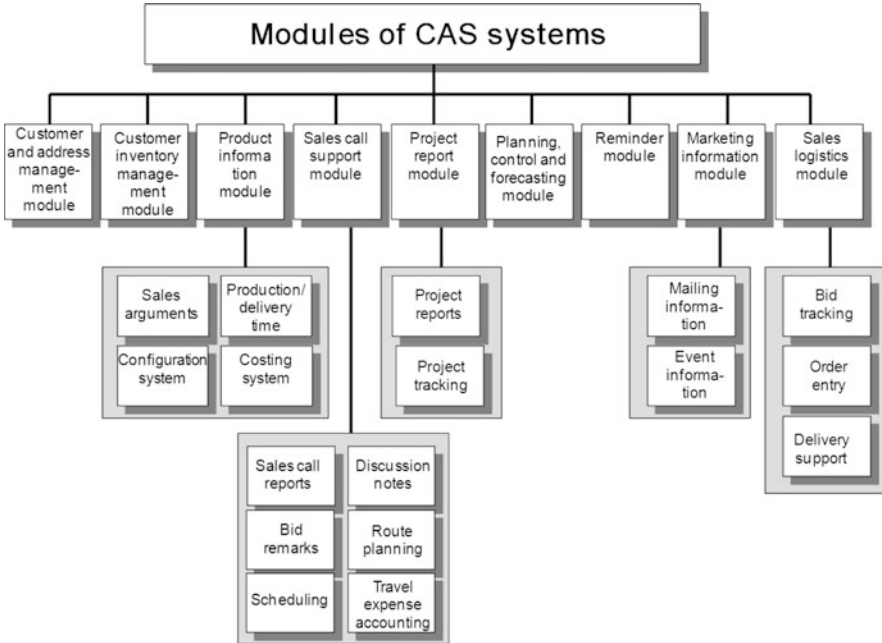 Modules of CAS systems
Customer
and address
manage-
ment
module
Customer
inventory
manage-
ment
module
Product
information
module
Sales call
support
module
Project
report
module
Planning,
control and
forecasting
module
Reminder
module
Marketing
information
module
Sales
logistics
module
Sales
arguments
Production/
delivery
time
Configuration
system
Costing
system
Project
reports
Project
tracking
Mailing
informa-
tion
Event
informa-
tion
Bid
tracking
Order
entry
Delivery
support
Sales call
reports
Discussion
notes
Bid
remarks
Route
planning
Scheduling
Travel
expense
accounting